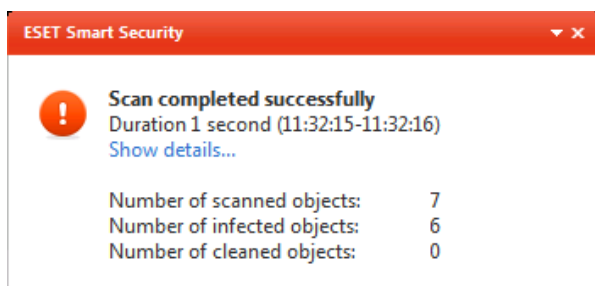 ESET Smart Security
Scan completed successfully
Duration 1 second (11:32:15-11:32:16)
Show details...
Number of scanned objects: 7
Number of infected objects: 6
Number of cleaned objects: 0